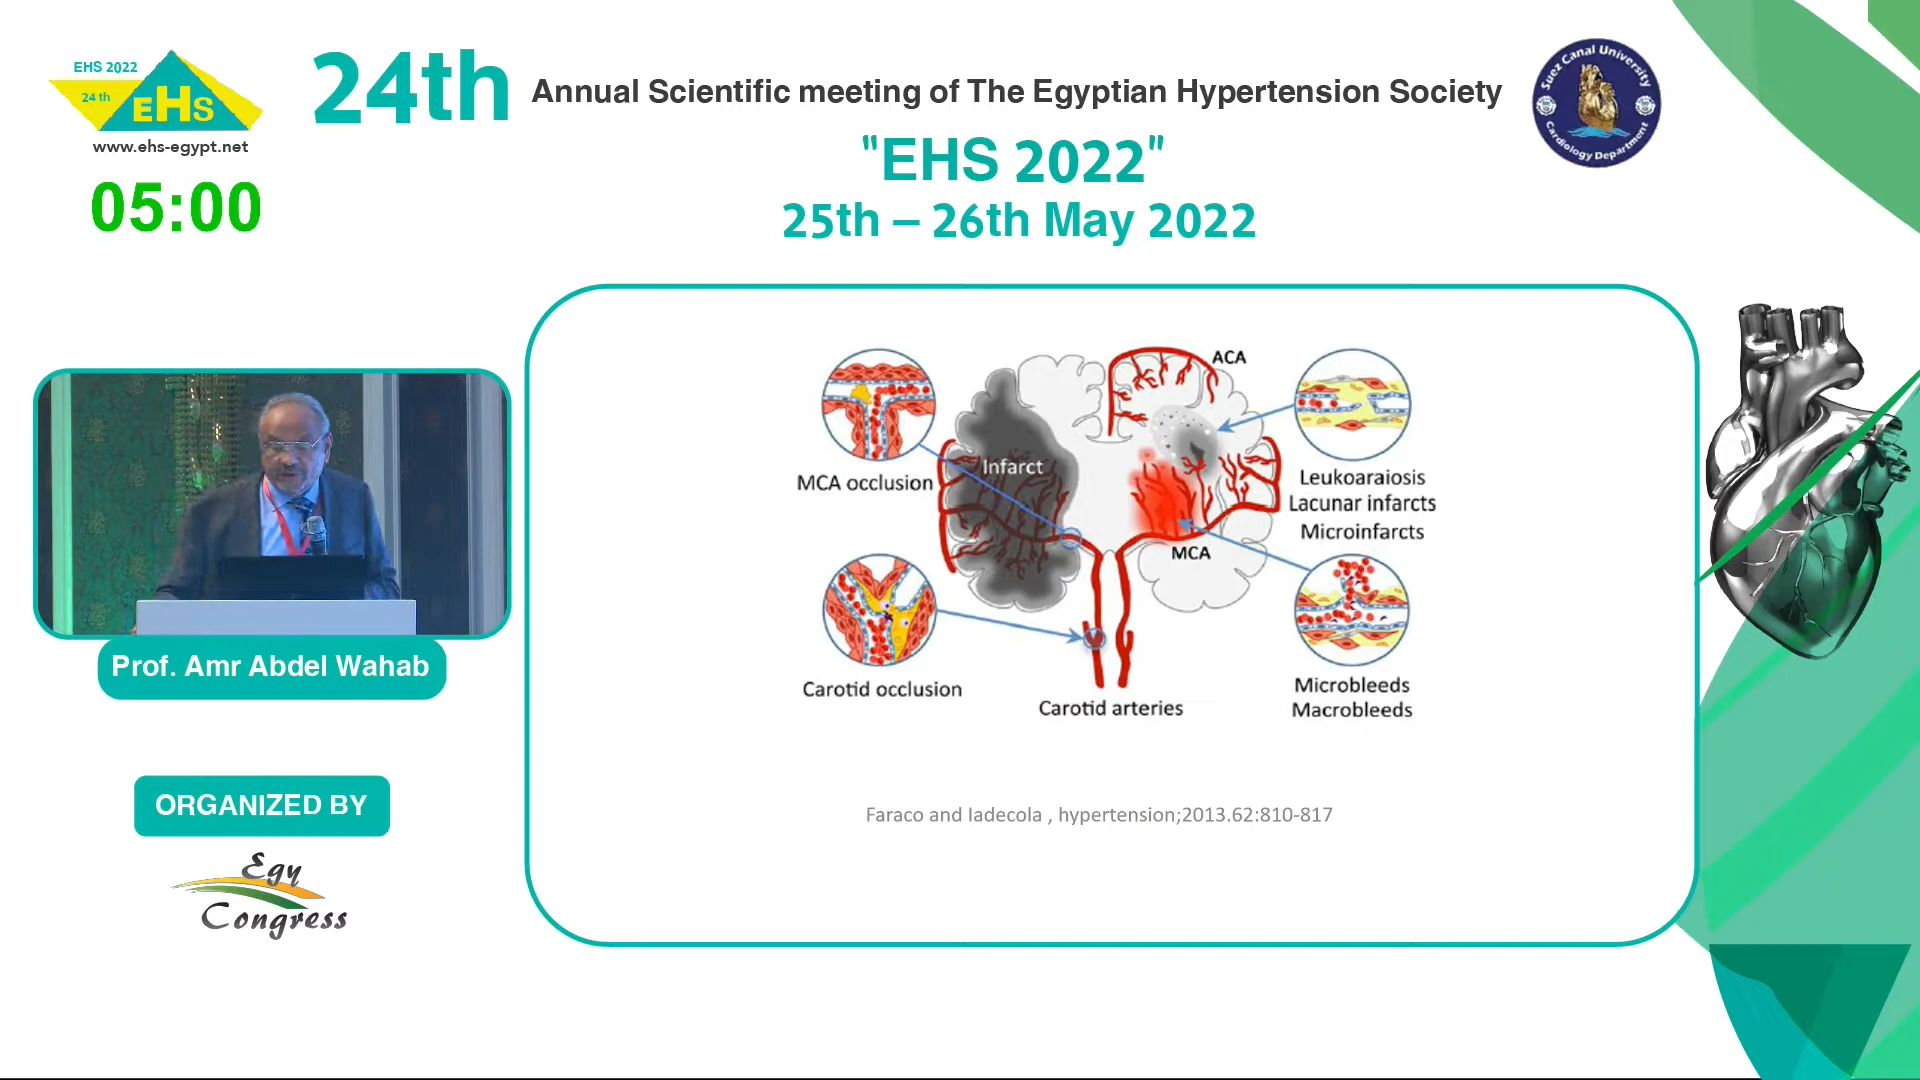 EHS 2022
24 th
EHS
www.ehs-egypt.net
05:00
24th Annual Scientific meeting of The Egyptian Hypertension Society
"EHS 2022"
25th – 26th May 2022
Suez Canal University
Cardiology Department
Prof. Amr Abdel Wahab
ORGANIZED BY
Egy
Congress
ACA
Infarct
MCA occlusion
Leukoaraiosis
Lacunar infarcts
Microinfarcts
MCA
Carotid occlusion
Carotid arteries
Microbleeds
Macrobleeds
Faraco and Iadecola , hypertension;2013.62:810-817